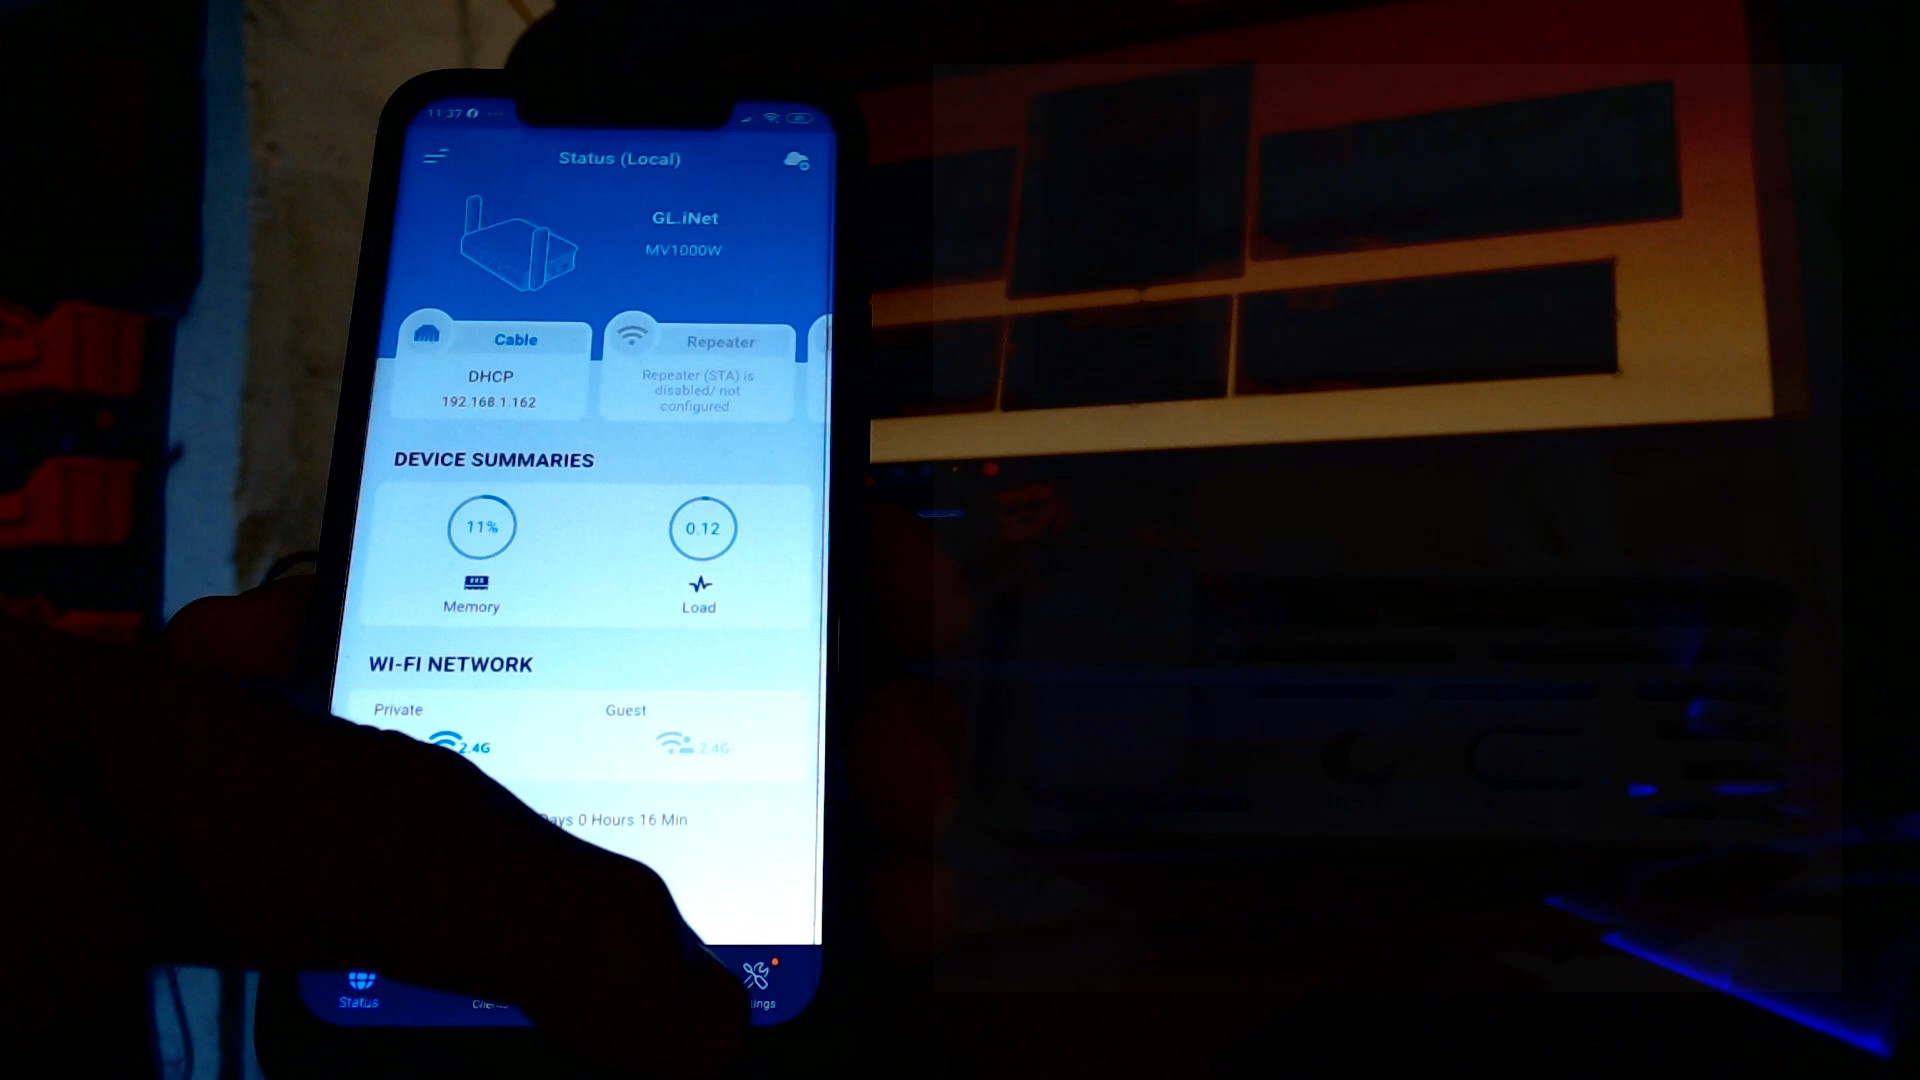 11:37
Status (Local)
GL.iNet
MV1000W
Cable
DHCP
192.168.1.162
Repeater
Repeater (STA) is
disabled/ not
configured.
DEVICE SUMMARIES
11%
Memory
0.12
Load
WI-FI NETWORK
Private
Guest
2.4G
2.4G
0 Hours 16 Min
Status